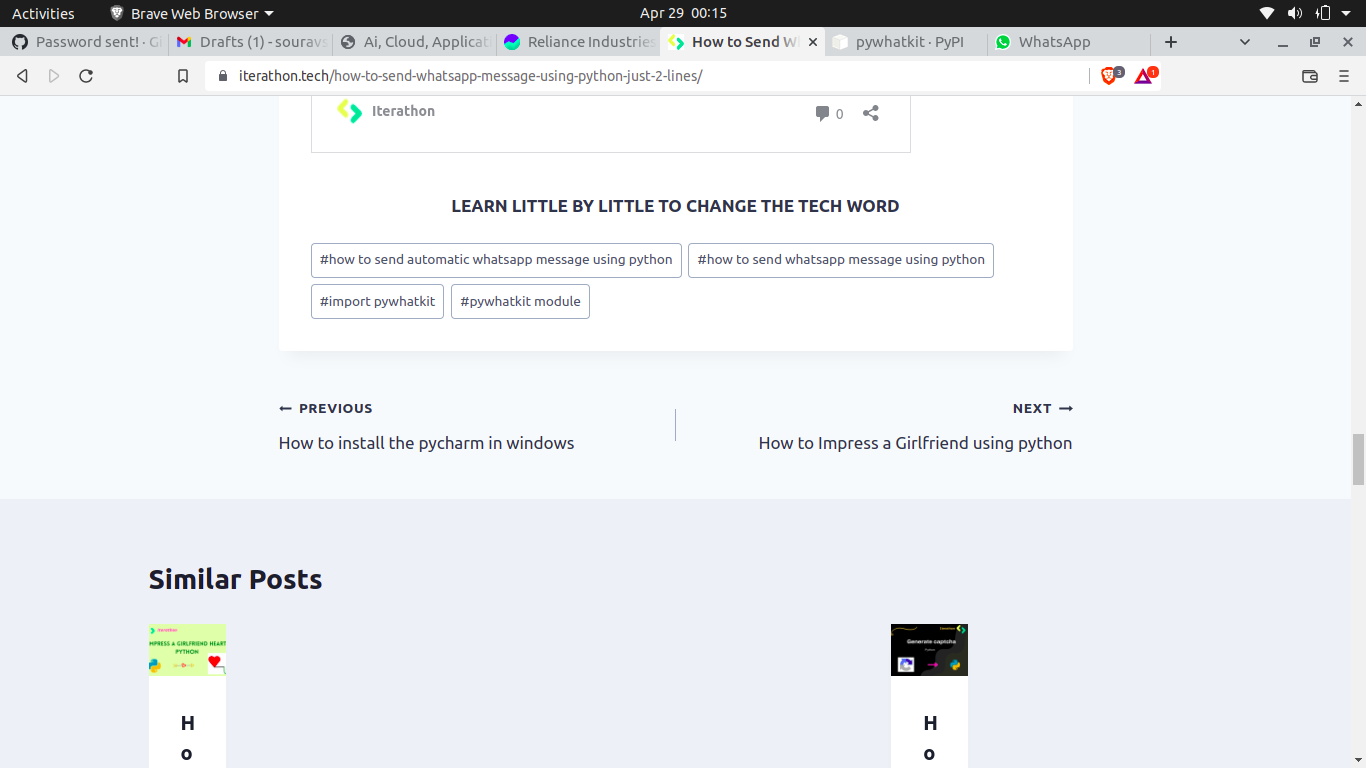 Activities Brave Web Browser Apr 29 00:15
Password sent! · Gi Drafts (1) - sourav Ai, Cloud, Applicat Reliance Industries How to Send W pywhatkit · PyPI WhatsApp
iterathon.tech/how-to-send-whatsapp-message-using-python-just-2-lines/ 3 1
Iterathon 0
LEARN LITTLE BY LITTLE TO CHANGE THE TECH WORD
#how to send automatic whatsapp message using python #how to send whatsapp message using python
#import pywhatkit #pywhatkit module
PREVIOUS NEXT
How to install the pycharm in windows How to Impress a Girlfriend using python
Similar Posts
Iterathon
MPRESS A GIRLFRIEND HEART
PYTHON
Generate captcha
H H
o o